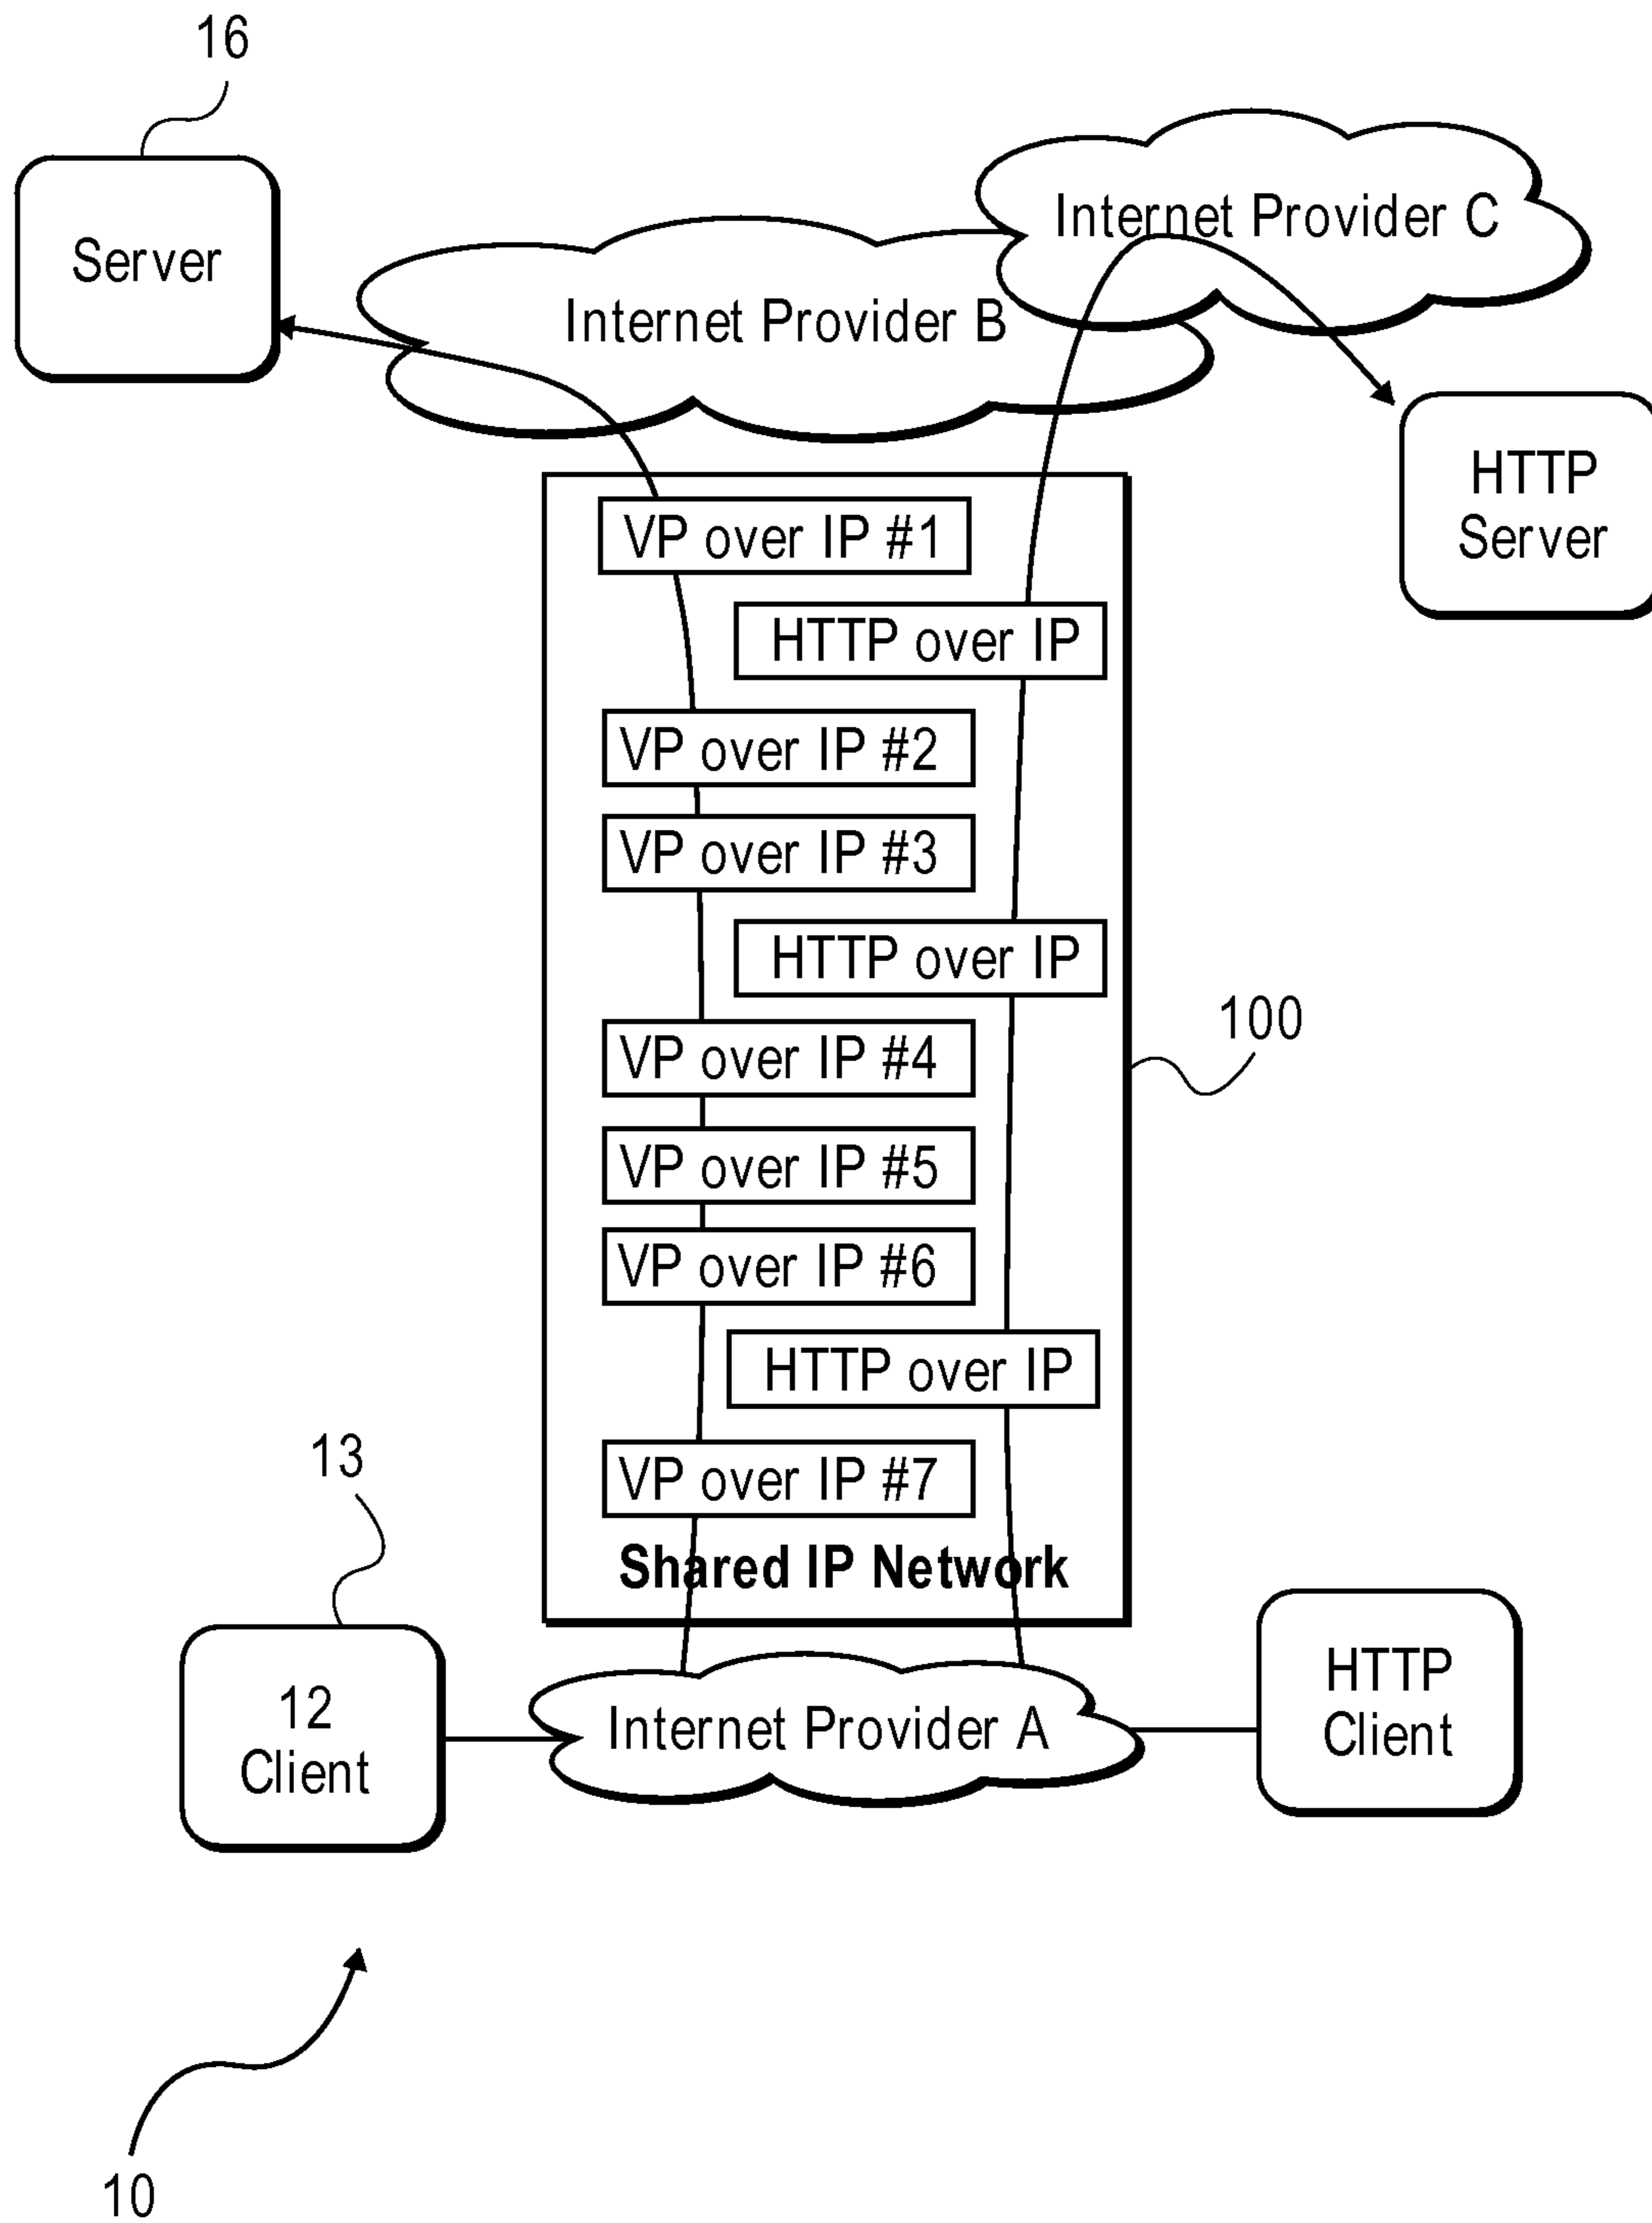 16
Server
Internet Provider C
Internet Provider B
HTTP
Server
VP over IP #1
HTTP over IP
VP over IP #2
VP over IP #3
HTTP over IP
100
VP over IP #4
VP over IP #5
VP over IP #6
HTTP over IP
13
VP over IP #7
Shared IP Network
12
Client
Internet Provider A
HTTP
Client
10